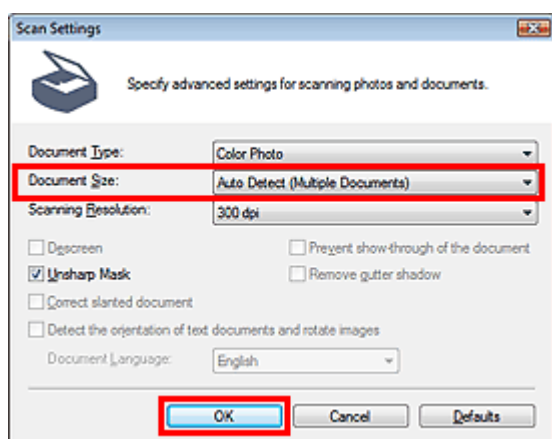 Scan Settings
Specify advanced settings for scanning photos and documents.
Document Type: Color Photo
Document Size: Auto Detect (Multiple Documents)
Scanning Resolution: 300 dpi
Descreen Prevent show-through of the document
Unsharp Mask Remove gutter shadow
Correct slanted document
Detect the orientation of text documents and rotate images
Document Language: English
OK Cancel Defaults